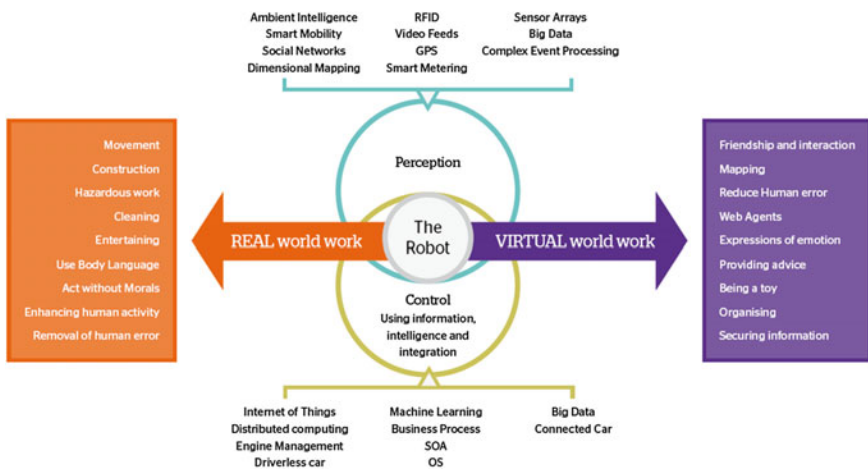 Ambient Intelligence
Smart Mobility
Social Networks
Dimensional Mapping
RFID
Video Feeds
GPS
Smart Metering
Sensor Arrays
Big Data
Complex Event Processing
Perception
Movement
Construction
Hazardous work
Cleaning
Entertaining
Use Body Language
Act without Morals
Enhancing human activity
Removal of human error
REAL world work
The
Robot
VIRTUAL world work
Friendship and interaction
Mapping
Reduce Human error
Web Agents
Expressions of emotion
Providing advice
Being a toy
Organising
Securing information
Control
Using information,
intelligence and
integration
Internet of Things
Distributed computing
Engine Management
Driverless car
Machine Learning
Business Process
SOA
OS
Big Data
Connected Car